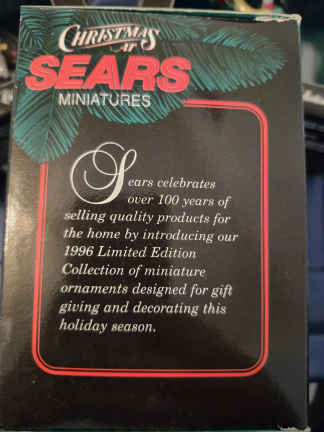 CHRISTMAS
AT
SEARS
MINIATURES
Sears celebrates
over 100 years of
selling quality products for
the home by introducing our
1996 Limited Edition
Collection of miniature
ornaments designed for gift
giving and decorating this
holiday season.